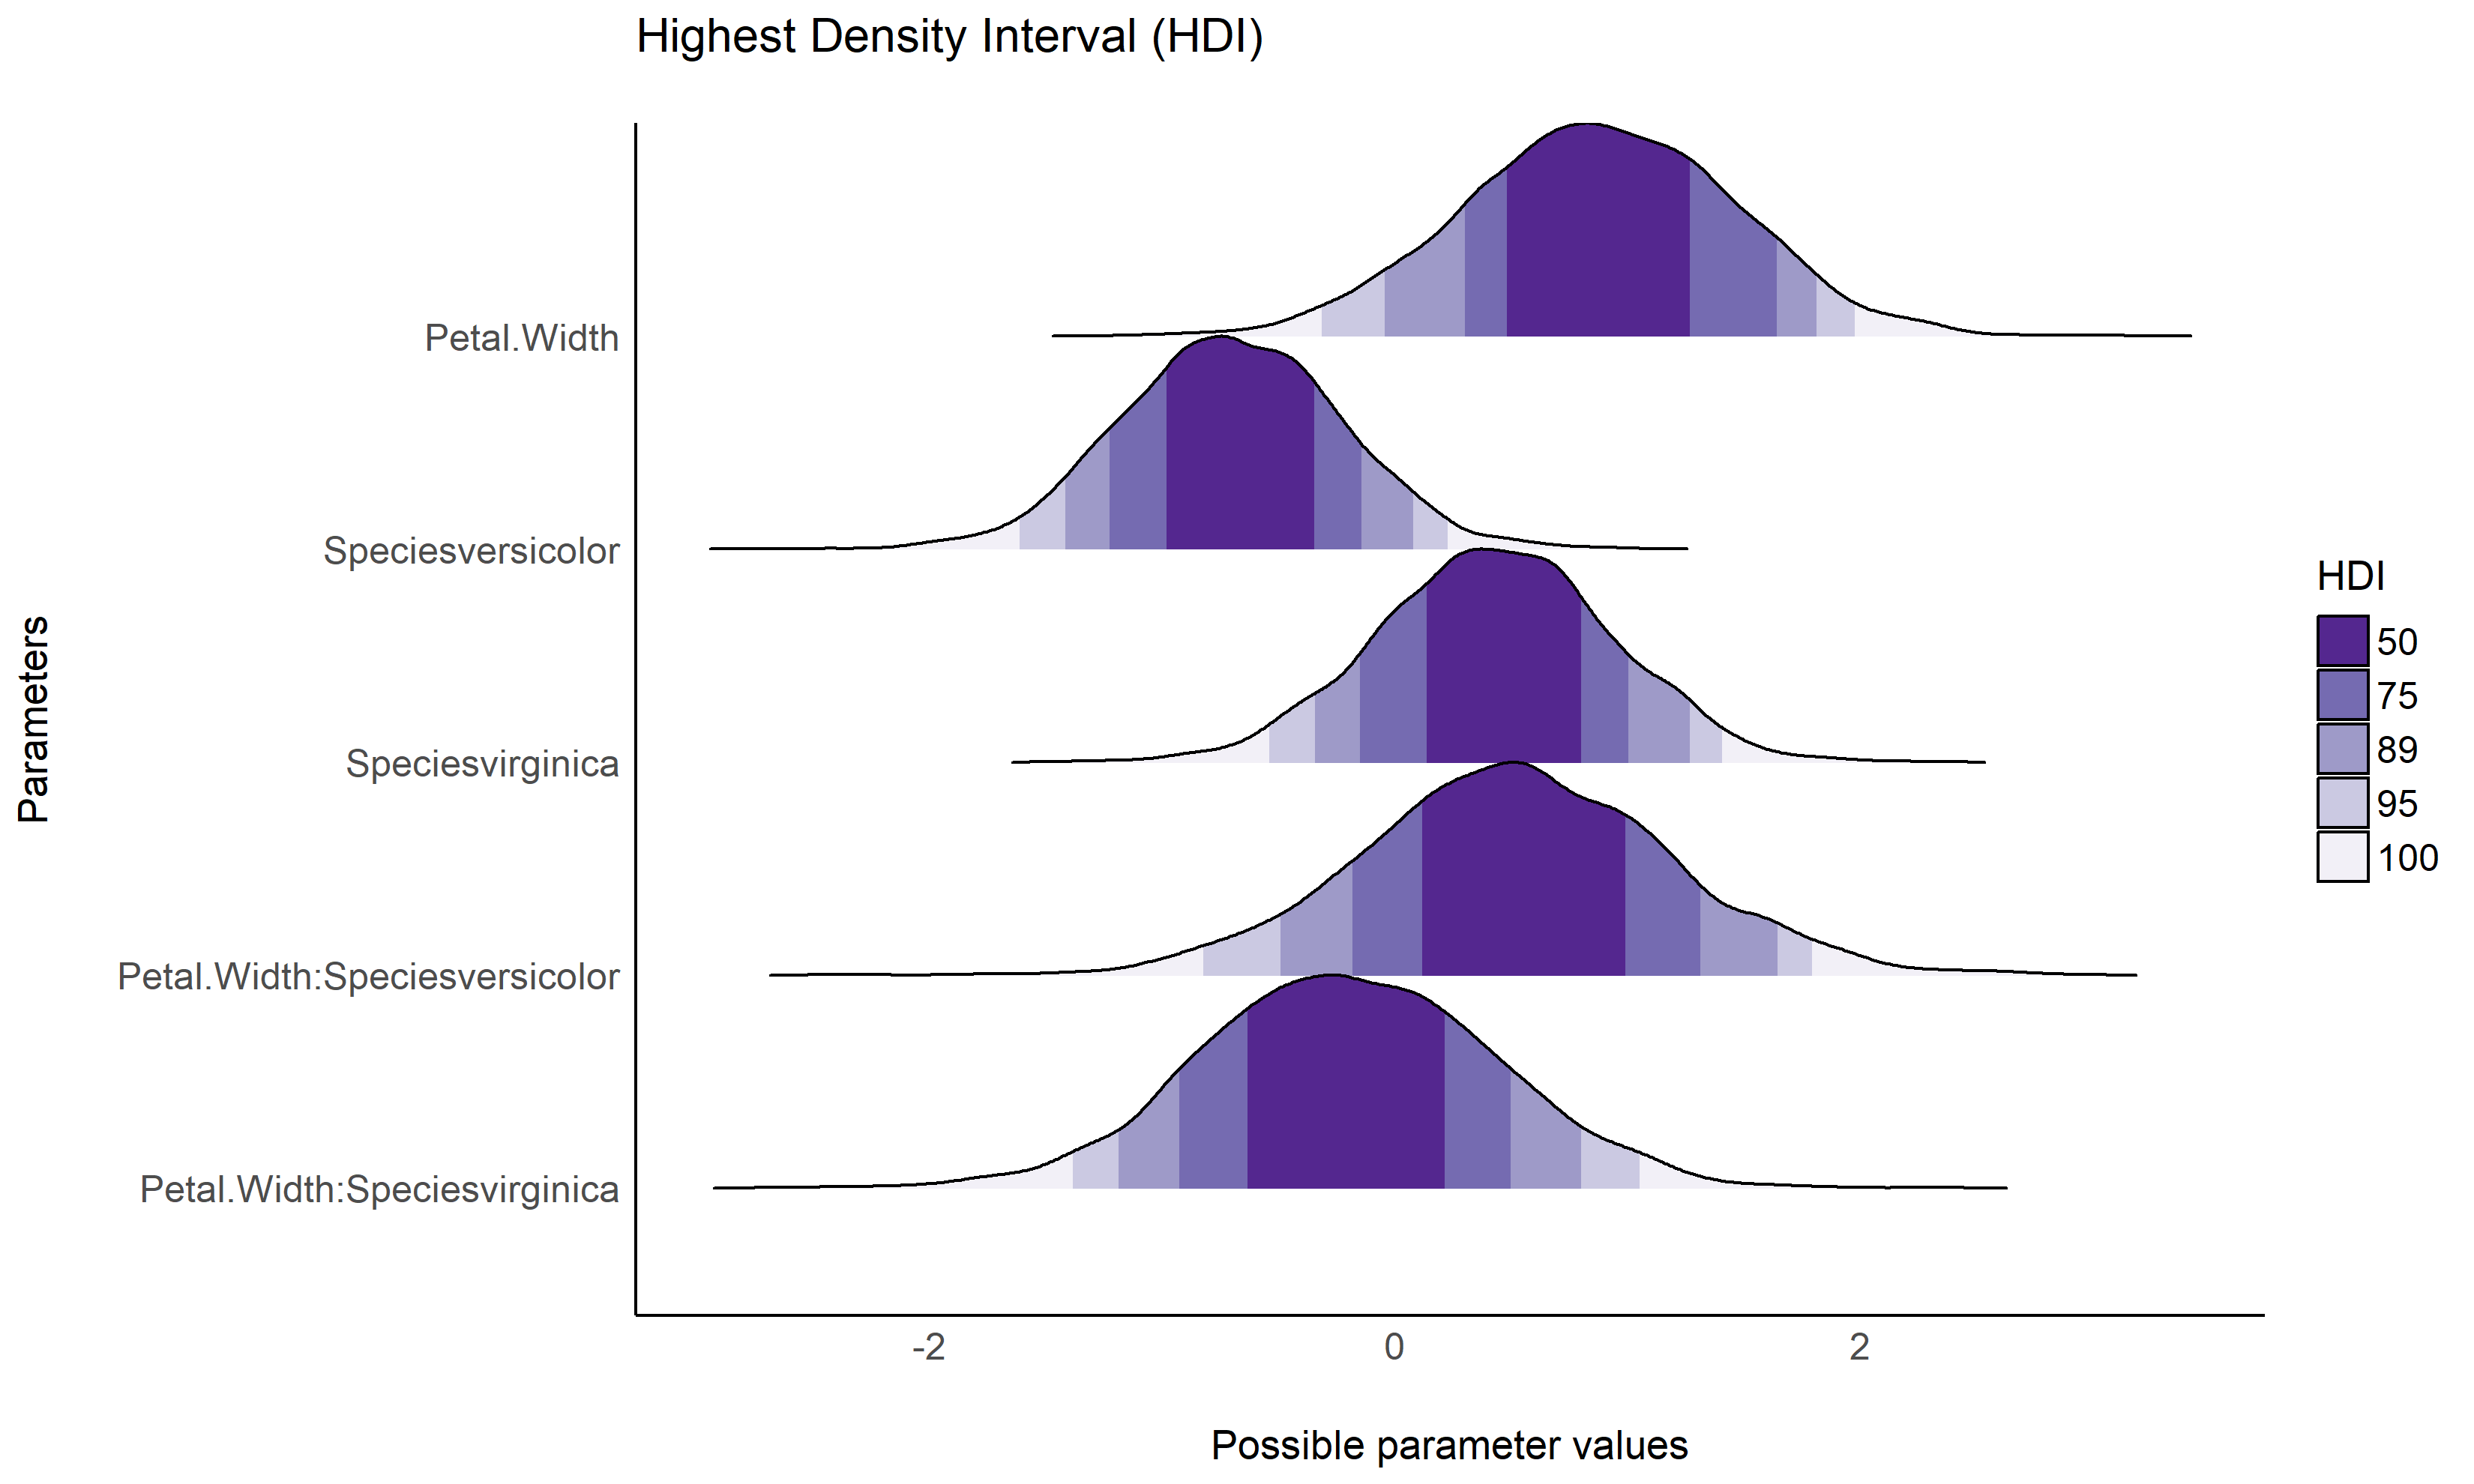 Highest Density Interval (HDI)
Parameters
Petal.Width
Speciesversicolor
Speciesvirginica
Petal.Width:Speciesversicolor
Petal.Width:Speciesvirginica
-2
0
2
Possible parameter values
HDI
50
75
89
95
100